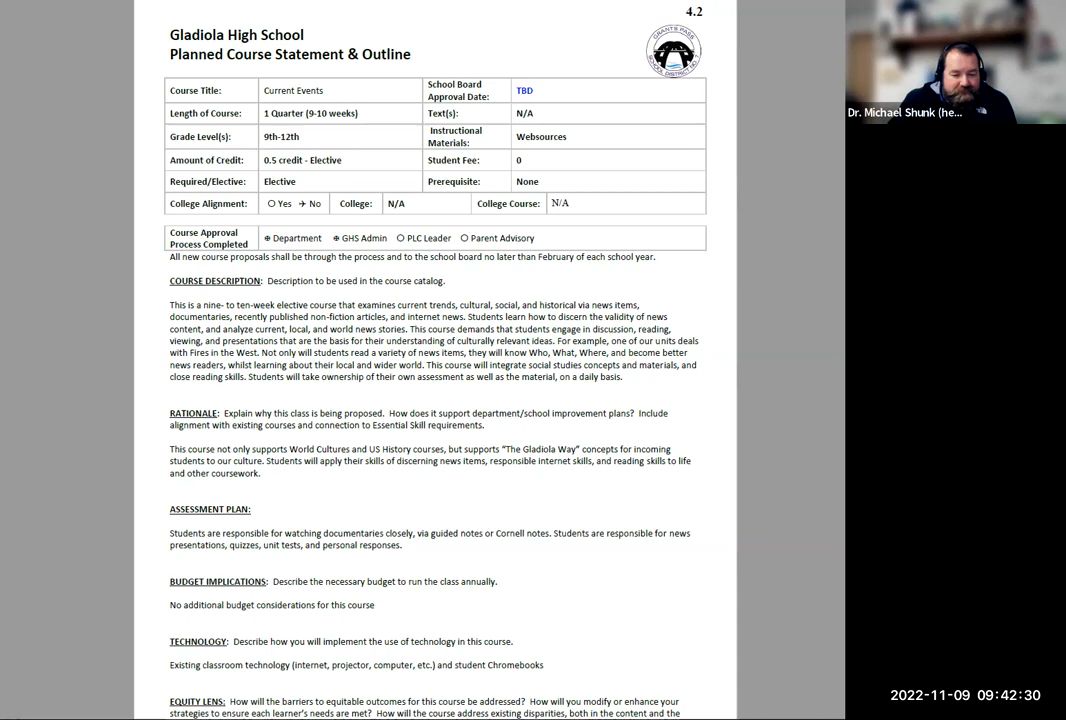 4.2
Gladiola High School
Planned Course Statement & Outline
GRANTS PASS
SCHOOL DISTRICT NO. 7
Course Title: Current Events School Board Approval Date: TBD
Length of Course: 1 Quarter (9-10 weeks) Text(s): N/A
Grade Level(s): 9th-12th Instructional Materials: Websources
Amount of Credit: 0.5 credit - Elective Student Fee: 0
Required/Elective: Elective Prerequisite: None
College Alignment: Yes No College: N/A College Course: N/A
Course Approval Process Completed Department GHS Admin PLC Leader Parent Advisory
All new course proposals shall be through the process and to the school board no later than February of each school year.
COURSE DESCRIPTION: Description to be used in the course catalog.
This is a nine- to ten-week elective course that examines current trends, cultural, social, and historical via news items,
documentaries, recently published non-fiction articles, and internet news. Students learn how to discern the validity of news
content, and analyze current, local, and world news stories. This course demands that students engage in discussion, reading,
viewing, and presentations that are the basis for their understanding of culturally relevant ideas. For example, one of our units deals
with Fires in the West. Not only will students read a variety of news items, they will know Who, What, Where, and become better
news readers, whilst learning about their local and wider world. This course will integrate social studies concepts and materials, and
close reading skills. Students will take ownership of their own assessment as well as the material, on a daily basis.
RATIONALE: Explain why this class is being proposed. How does it support department/school improvement plans? Include
alignment with existing courses and connection to Essential Skill requirements.
This course not only supports World Cultures and US History courses, but supports “The Gladiola Way” concepts for incoming
students to our culture. Students will apply their skills of discerning news items, responsible internet skills, and reading skills to life
and other coursework.
ASSESSMENT PLAN:
Students are responsible for watching documentaries closely, via guided notes or Cornell notes. Students are responsible for news
presentations, quizzes, unit tests, and personal responses.
BUDGET IMPLICATIONS: Describe the necessary budget to run the class annually.
No additional budget considerations for this course
TECHNOLOGY: Describe how you will implement the use of technology in this course.
Existing classroom technology (internet, projector, computer, etc.) and student Chromebooks
EQUITY LENS: How will the barriers to equitable outcomes for this course be addressed? How will you modify or enhance your
strategies to ensure each learner's needs are met? How will the course address existing disparities, both in the content and the
Dr. Michael Shunk (he...
2022-11-09 09:42:30